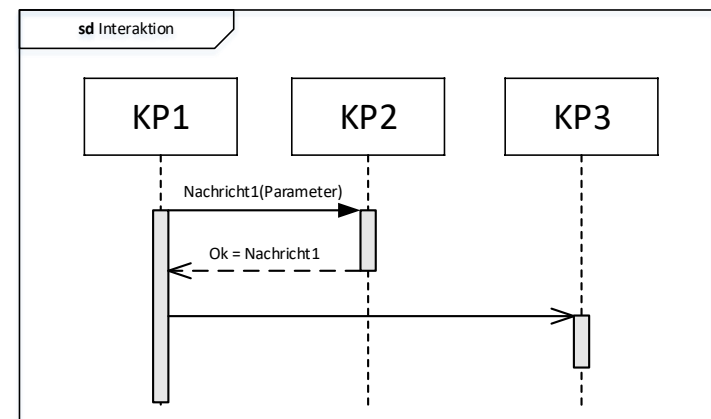 sd Interaktion
KP1
KP2
KP3
Nachricht1(Parameter)
Ok = Nachricht1